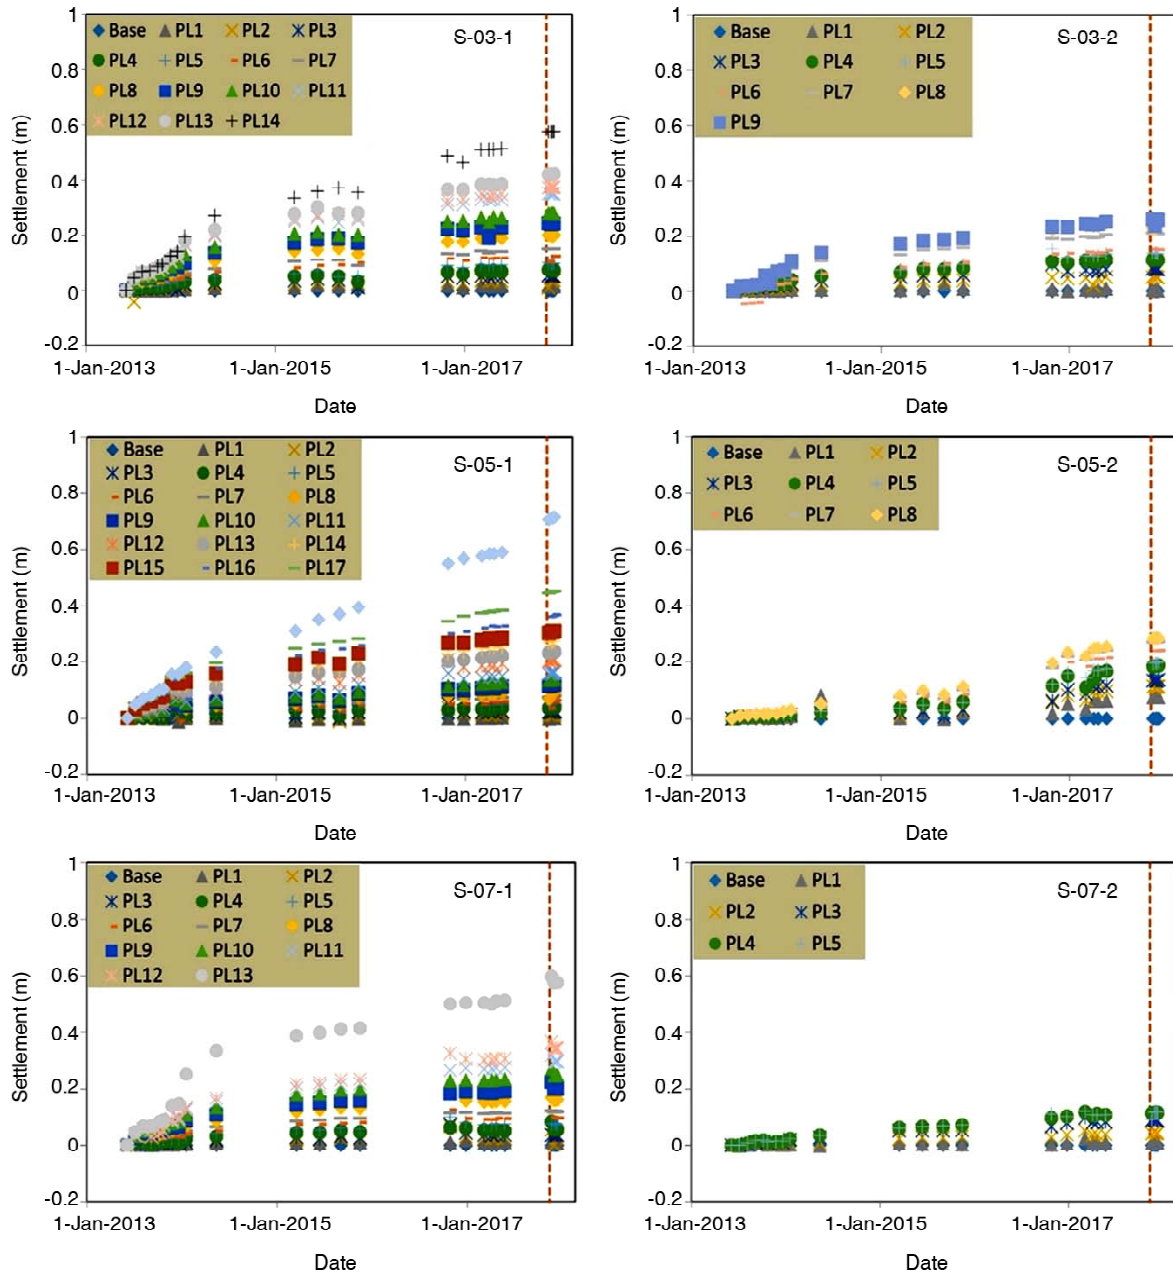 S-03-1
Base PL1 PL2 PL3
PL4 PL5 PL6 PL7
PL8 PL9 PL10 PL11
PL12 PL13 PL14
Settlement (m)
1
0.8
0.6
0.4
0.2
0
-0.2
1-Jan-2013 1-Jan-2015 1-Jan-2017
Date
S-03-2
Base PL1 PL2
PL3 PL4 PL5
PL6 PL7 PL8
PL9
Settlement (m)
1
0.8
0.6
0.4
0.2
0
-0.2
1-Jan-2013 1-Jan-2015 1-Jan-2017
Date
S-05-1
Base PL1 PL2
PL3 PL4 PL5
PL6 PL7 PL8
PL9 PL10 PL11
PL12 PL13 PL14
PL15 PL16 PL17
Settlement (m)
1
0.8
0.6
0.4
0.2
0
-0.2
1-Jan-2013 1-Jan-2015 1-Jan-2017
Date
S-05-2
Base PL1 PL2
PL3 PL4 PL5
PL6 PL7 PL8
Settlement (m)
1
0.8
0.6
0.4
0.2
0
-0.2
1-Jan-2013 1-Jan-2015 1-Jan-2017
Date
S-07-1
Base PL1 PL2
PL3 PL4 PL5
PL6 PL7 PL8
PL9 PL10 PL11
PL12 PL13
Settlement (m)
1
0.8
0.6
0.4
0.2
0
-0.2
1-Jan-2013 1-Jan-2015 1-Jan-2017
Date
S-07-2
Base PL1
PL2 PL3
PL4 PL5
Settlement (m)
1
0.8
0.6
0.4
0.2
0
-0.2
1-Jan-2013 1-Jan-2015 1-Jan-2017
Date